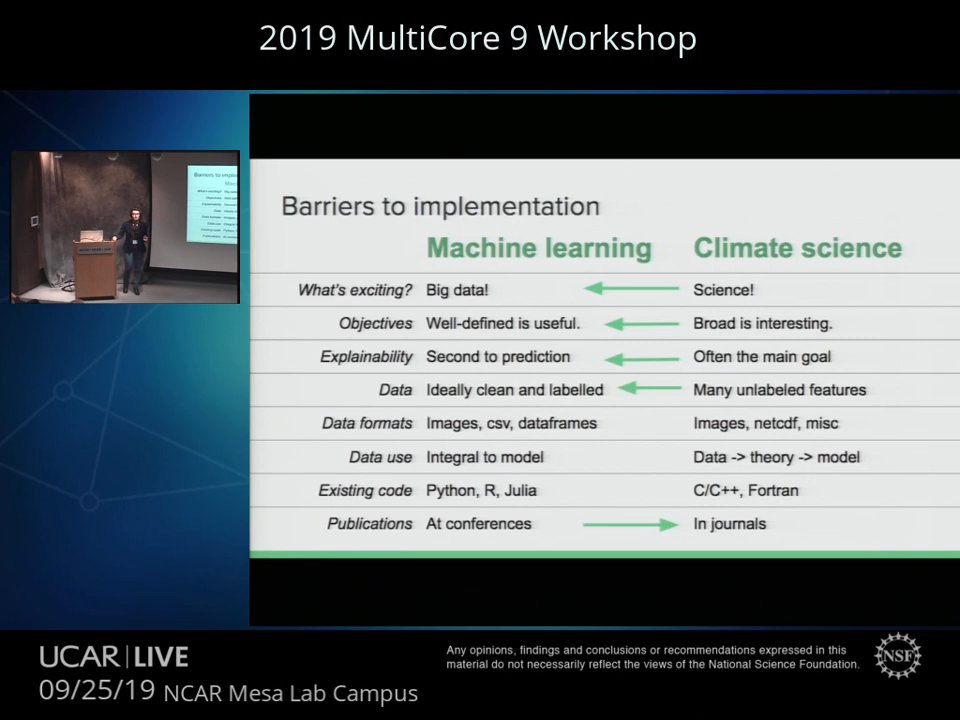 2019 MultiCore 9 Workshop
Barriers to implementation
Machine learning Climate science
What's exciting? Big data! Science!
Objectives Well-defined is useful. Broad is interesting.
Explainability Second to prediction Often the main goal
Data Ideally clean and labelled Many unlabeled features
Data formats Images, csv, dataframes Images, netcdf, misc
Data use Integral to model Data -> theory -> model
Existing code Python, R, Julia C/C++, Fortran
Publications At conferences In journals
Barriers to implem
UCAR | LIVE
09/25/19 NCAR Mesa Lab Campus
Any opinions, findings and conclusions or recommendations expressed in this
material do not necessarily reflect the views of the National Science Foundation.
NSF